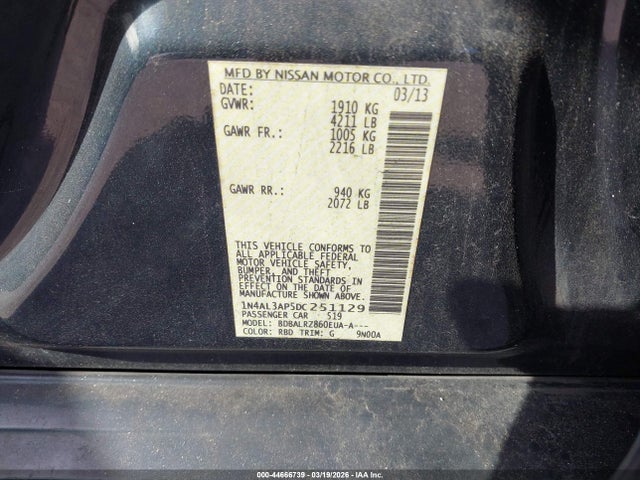 MFD BY NISSAN MOTOR CO., LTD.
DATE: 03/13
GVWR: 1910 KG
4211 LB
GAWR FR.: 1005 KG
2216 LB
GAWR RR.: 940 KG
2072 LB
THIS VEHICLE CONFORMS TO
ALL APPLICABLE FEDERAL
MOTOR VEHICLE SAFETY,
BUMPER, AND THEFT
PREVENTION STANDARDS
IN EFFECT ON THE DATE OF
MANUFACTURE SHOWN ABOVE.
1N4AL3AP5DC251129
PASSENGER CAR 519
MODEL: BDBALRZ860EUA-A---
COLOR: RBD TRIM: G 9N00A
000-44666739 - 03/19/2026 - IAA Inc.